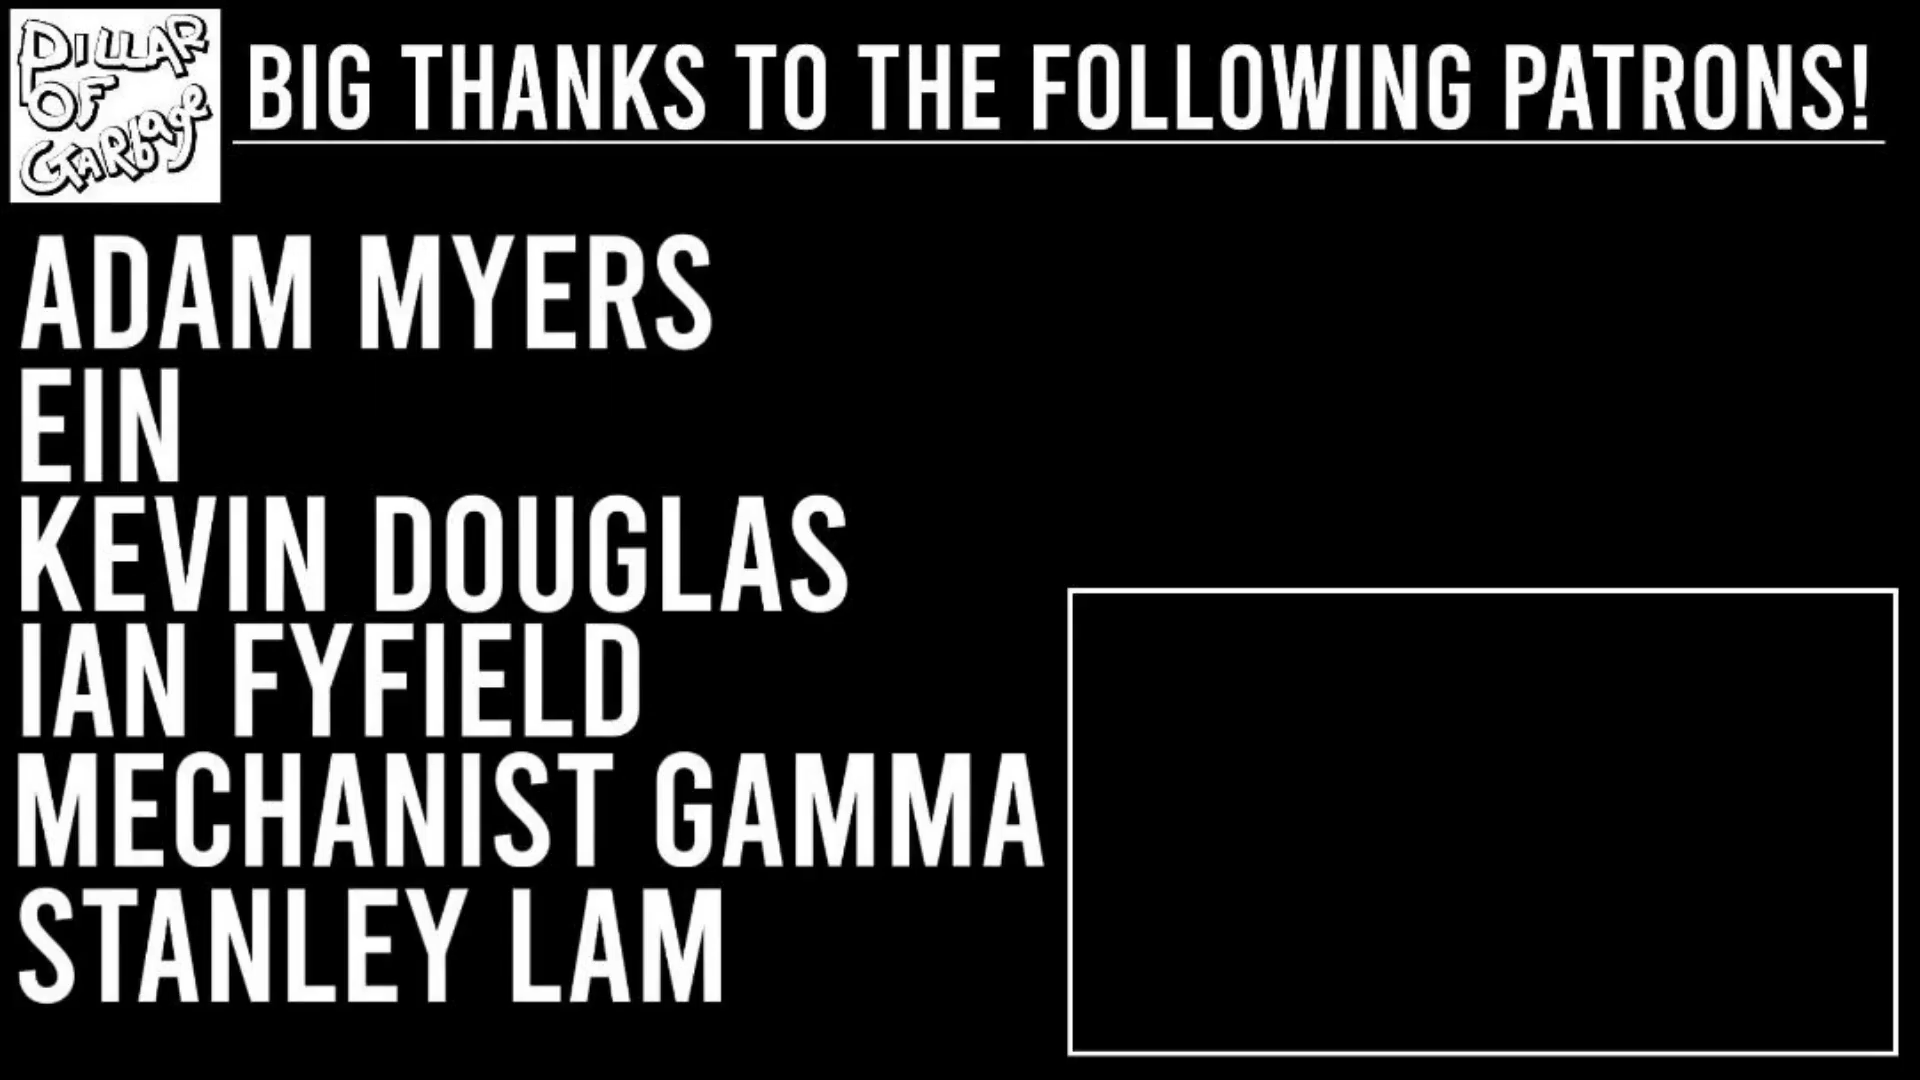 PILLAR
OF
GARbage
BIG THANKS TO THE FOLLOWING PATRONS!
ADAM MYERS
EIN
KEVIN DOUGLAS
IAN FYFIELD
MECHANIST GAMMA
STANLEY LAM